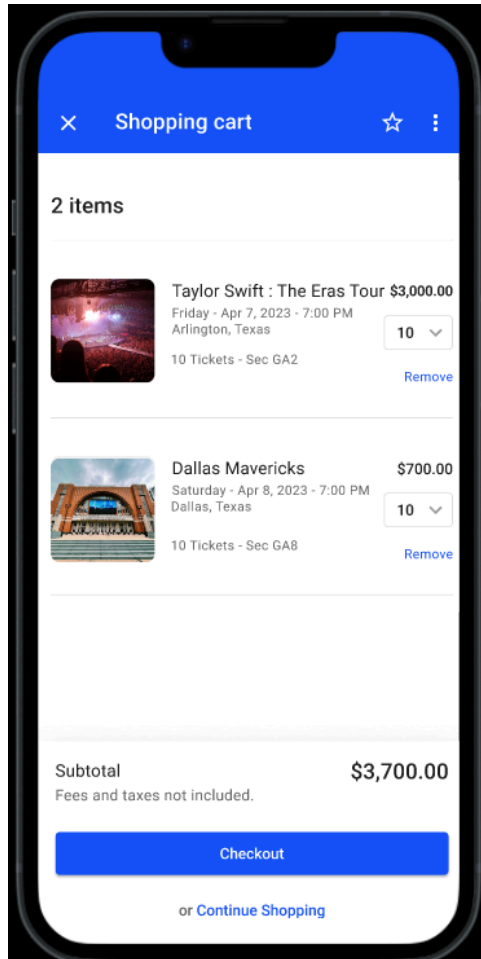 Shopping cart
2 items
Taylor Swift : The Eras Tour $3,000.00
Friday - Apr 7, 2023 - 7:00 PM
Arlington, Texas
10
10 Tickets - Sec GA2
Remove
Dallas Mavericks $700.00
Saturday - Apr 8, 2023 - 7:00 PM
Dallas, Texas
10
10 Tickets - Sec GA8
Remove
Subtotal $3,700.00
Fees and taxes not included.
Checkout
or Continue Shopping